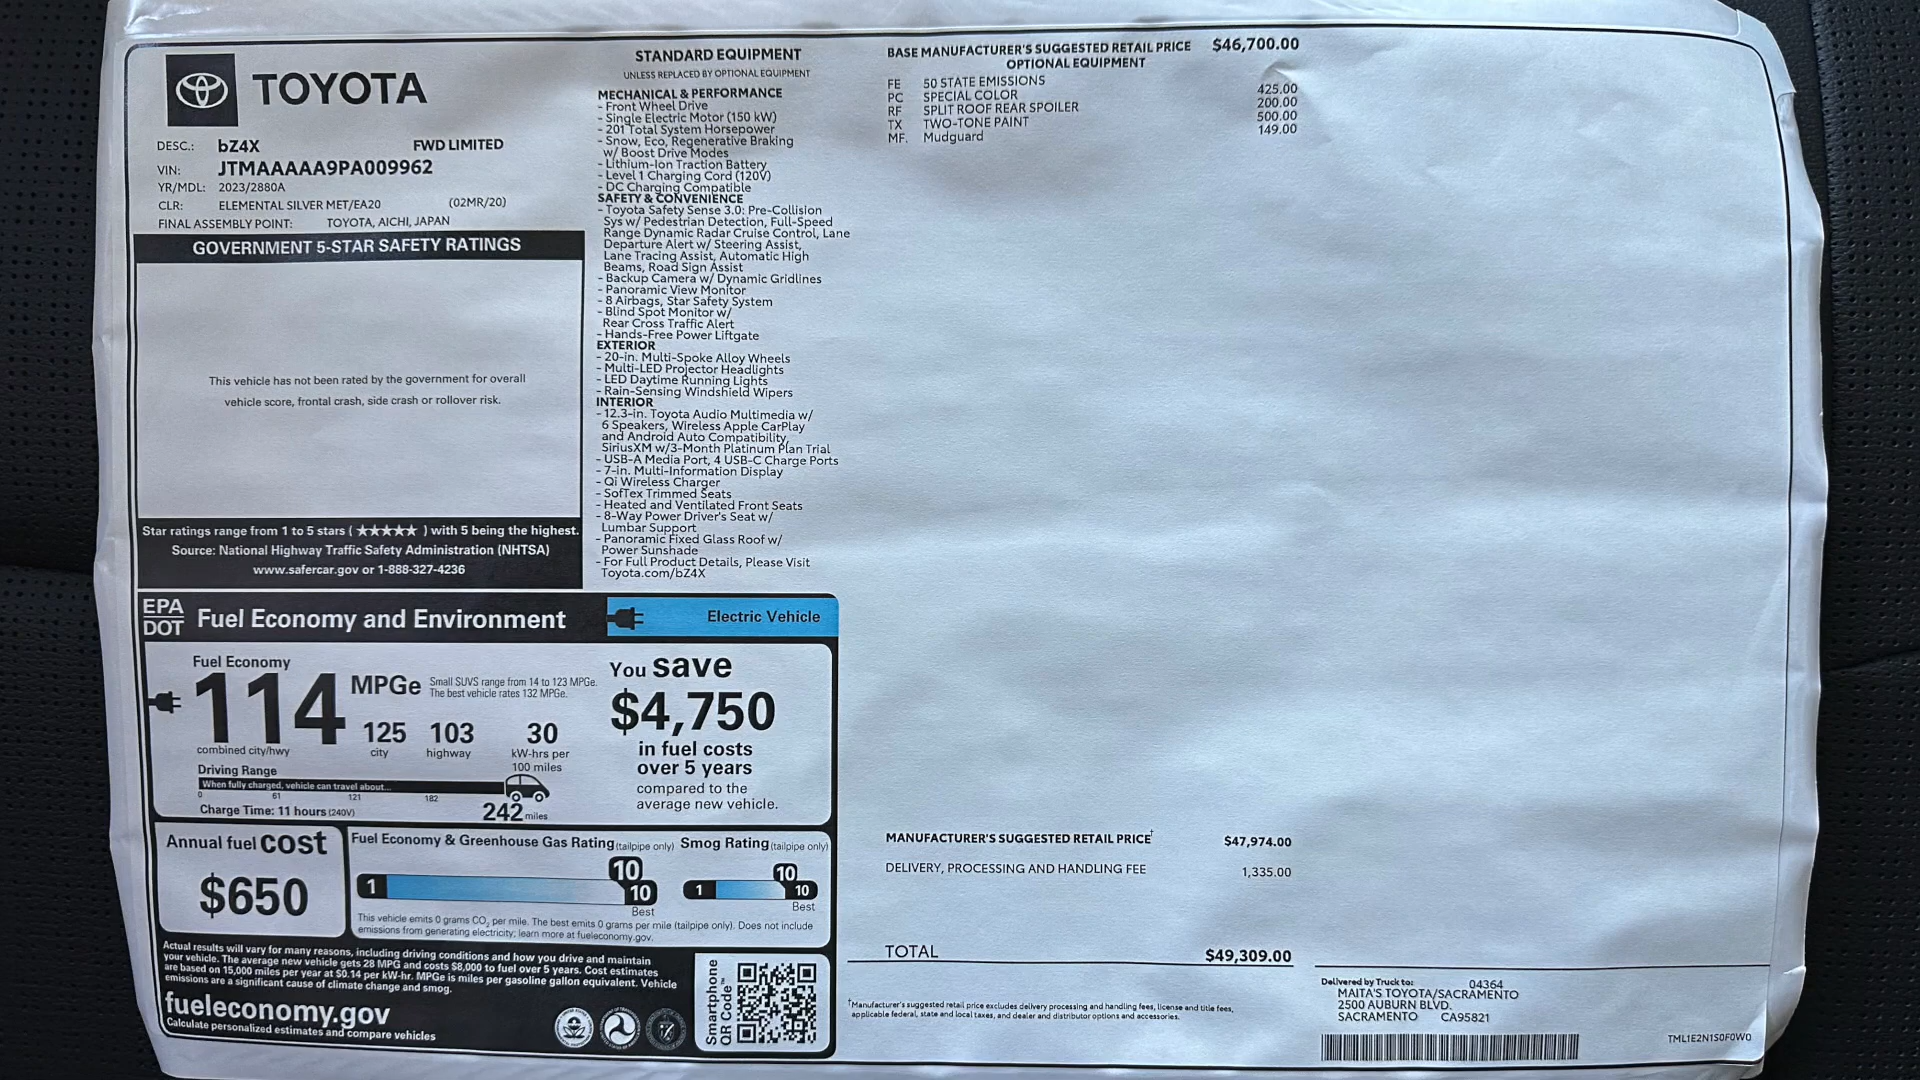 TOYOTA
DESC.: bZ4X FWD LIMITED
VIN: JTMAAAAA9PA009962
YR/MDL: 2023/2880A
CLR: ELEMENTAL SILVER MET/EA20 (02MR/20)
FINAL ASSEMBLY POINT: TOYOTA, AICHI, JAPAN
GOVERNMENT 5-STAR SAFETY RATINGS
This vehicle has not been rated by the government for overall
vehicle score, frontal crash, side crash or rollover risk.
Star ratings range from 1 to 5 stars ( ★★★★★ ) with 5 being the highest.
Source: National Highway Traffic Safety Administration (NHTSA)
www.safercar.gov or 1-888-327-4236
STANDARD EQUIPMENT
UNLESS REPLACED BY OPTIONAL EQUIPMENT
MECHANICAL & PERFORMANCE
- Front Wheel Drive
- Single Electric Motor (150 kW)
- 201 Total System Horsepower
- Snow, Eco, Regenerative Braking
w/ Boost Drive Modes
- Lithium-Ion Traction Battery
- Level 1 Charging Cord (120V)
- DC Charging Compatible
SAFETY & CONVENIENCE
- Toyota Safety Sense 3.0: Pre-Collision
Sys w/ Pedestrian Detection, Full-Speed
Range Dynamic Radar Cruise Control, Lane
Departure Alert w/ Steering Assist,
Lane Tracing Assist, Automatic High
Beams, Road Sign Assist
- Backup Camera w/ Dynamic Gridlines
- Panoramic View Monitor
- 8 Airbags, Star Safety System
- Blind Spot Monitor w/
Rear Cross Traffic Alert
- Hands-Free Power Liftgate
EXTERIOR
- 20-in. Multi-Spoke Alloy Wheels
- Multi-LED Projector Headlights
- LED Daytime Running Lights
- Rain-Sensing Windshield Wipers
INTERIOR
- 12.3-in. Toyota Audio Multimedia w/
6 Speakers, Wireless Apple CarPlay
and Android Auto Compatibility,
SiriusXM w/3-Month Platinum Plan Trial
- USB-A Media Port, 4 USB-C Charge Ports
- 7-in. Multi-Information Display
- Qi Wireless Charger
- SofTex Trimmed Seats
- Heated and Ventilated Front Seats
- 8-Way Power Driver's Seat w/
Lumbar Support
- Panoramic Fixed Glass Roof w/
Power Sunshade
- For Full Product Details, Please Visit
Toyota.com/bZ4X
BASE MANUFACTURER'S SUGGESTED RETAIL PRICE $46,700.00
OPTIONAL EQUIPMENT
FE 50 STATE EMISSIONS
PC SPECIAL COLOR 425.00
RF SPLIT ROOF REAR SPOILER 200.00
TX TWO-TONE PAINT 500.00
MF. Mudguard 149.00
EPA
DOT
Fuel Economy and Environment
Electric Vehicle
Fuel Economy
114 MPGe
combined city/hwy
Small SUVS range from 14 to 123 MPGe.
The best vehicle rates 132 MPGe.
125 city
103 highway
30 kW-hrs per
100 miles
Driving Range
When fully charged, vehicle can travel about...
0 61 121 182
242 miles
Charge Time: 11 hours (240V)
You save
$4,750
in fuel costs
over 5 years
compared to the
average new vehicle.
Annual fuel cost
$650
Fuel Economy & Greenhouse Gas Rating (tailpipe only)
1 10 10
Best
Smog Rating (tailpipe only)
1 10 10
Best
This vehicle emits 0 grams CO2 per mile. The best emits 0 grams per mile (tailpipe only). Does not include
emissions from generating electricity; learn more at fueleconomy.gov.
Actual results will vary for many reasons, including driving conditions and how you drive and maintain
your vehicle. The average new vehicle gets 28 MPG and costs $8,000 to fuel over 5 years. Cost estimates
are based on 15,000 miles per year at $0.14 per kW-hr. MPGe is miles per gasoline gallon equivalent. Vehicle
emissions are a significant cause of climate change and smog.
fueleconomy.gov
Calculate personalized estimates and compare vehicles
Smartphone
QR Code™
MANUFACTURER'S SUGGESTED RETAIL PRICE† $47,974.00
DELIVERY, PROCESSING AND HANDLING FEE 1,335.00
TOTAL $49,309.00
†Manufacturer's suggested retail price excludes delivery processing and handling fees, license and title fees,
applicable federal, state and local taxes, and dealer and distributor options and accessories.
Delivered by Truck to: 04364
MAITA'S TOYOTA/SACRAMENTO
2500 AUBURN BLVD.
SACRAMENTO CA95821
TML1E2N1S0F0W0